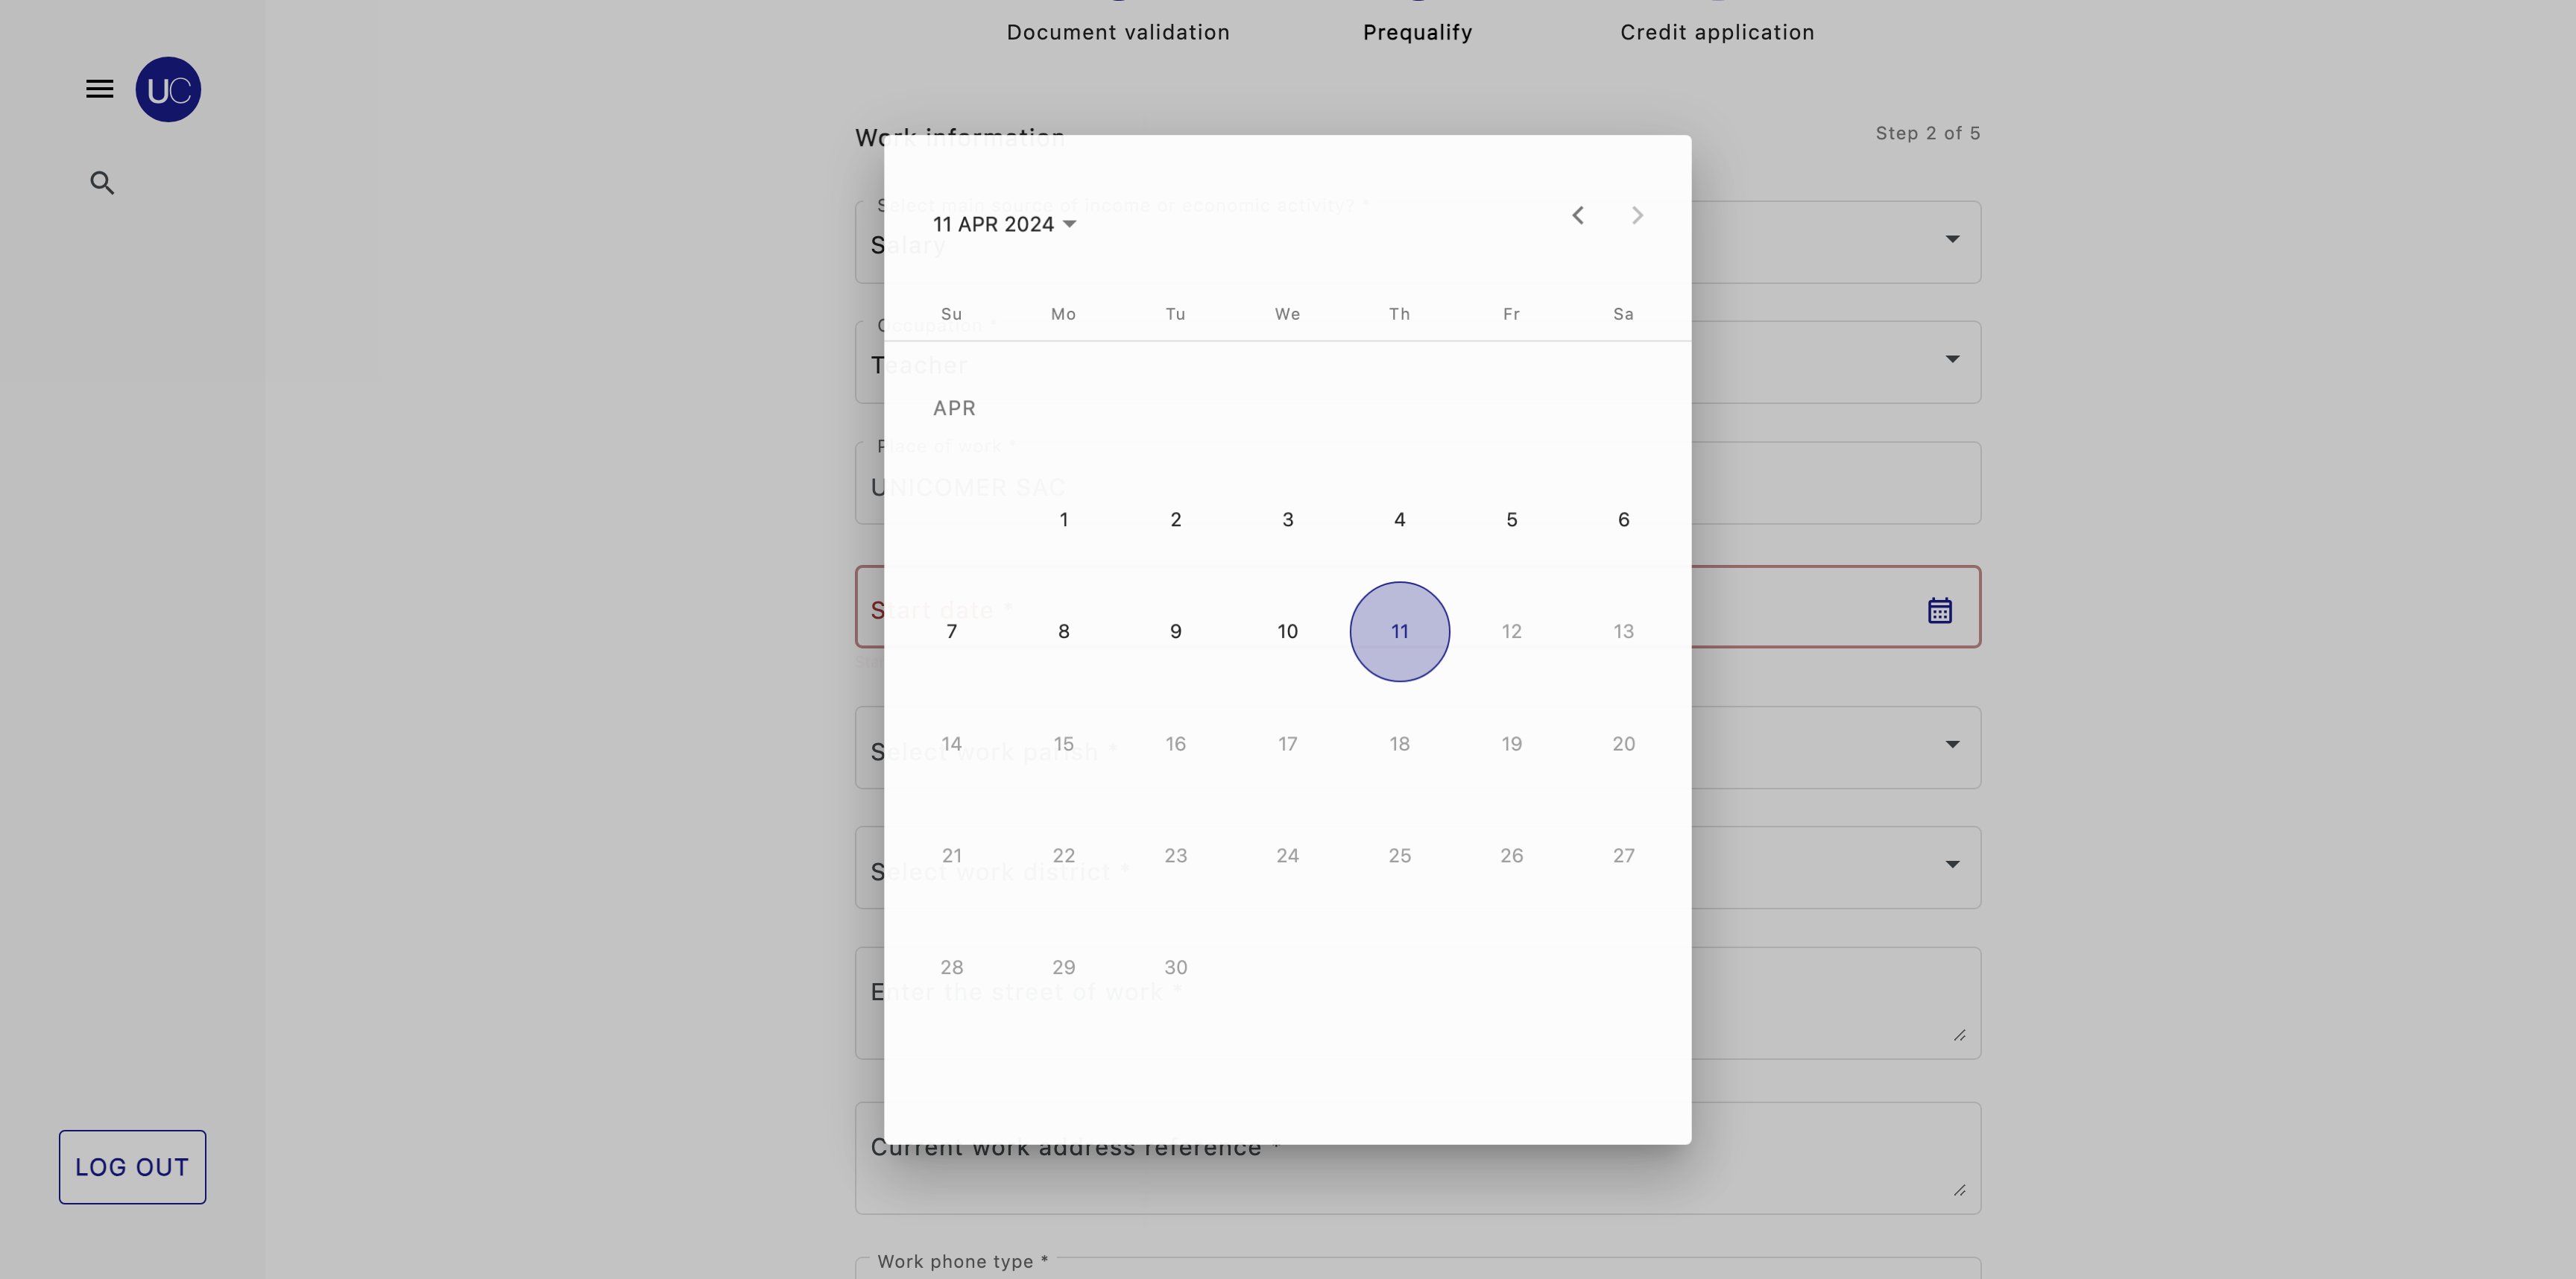 Document validation
Prequalify
Credit application
UC
Work information
Step 2 of 5
Select main source of income or economic activity? *
Salary
11 APR 2024
Su Mo Tu We Th Fr Sa
Occupation *
Teacher
APR
Place of work *
UNICOMER SAC
1 2 3 4 5 6
Start date *
7 8 9 10 11 12 13
14 15 16 17 18 19 20
Select work parish *
21 22 23 24 25 26 27
Select work district *
28 29 30
Enter the street of work *
Current work address reference *
LOG OUT
Work phone type *